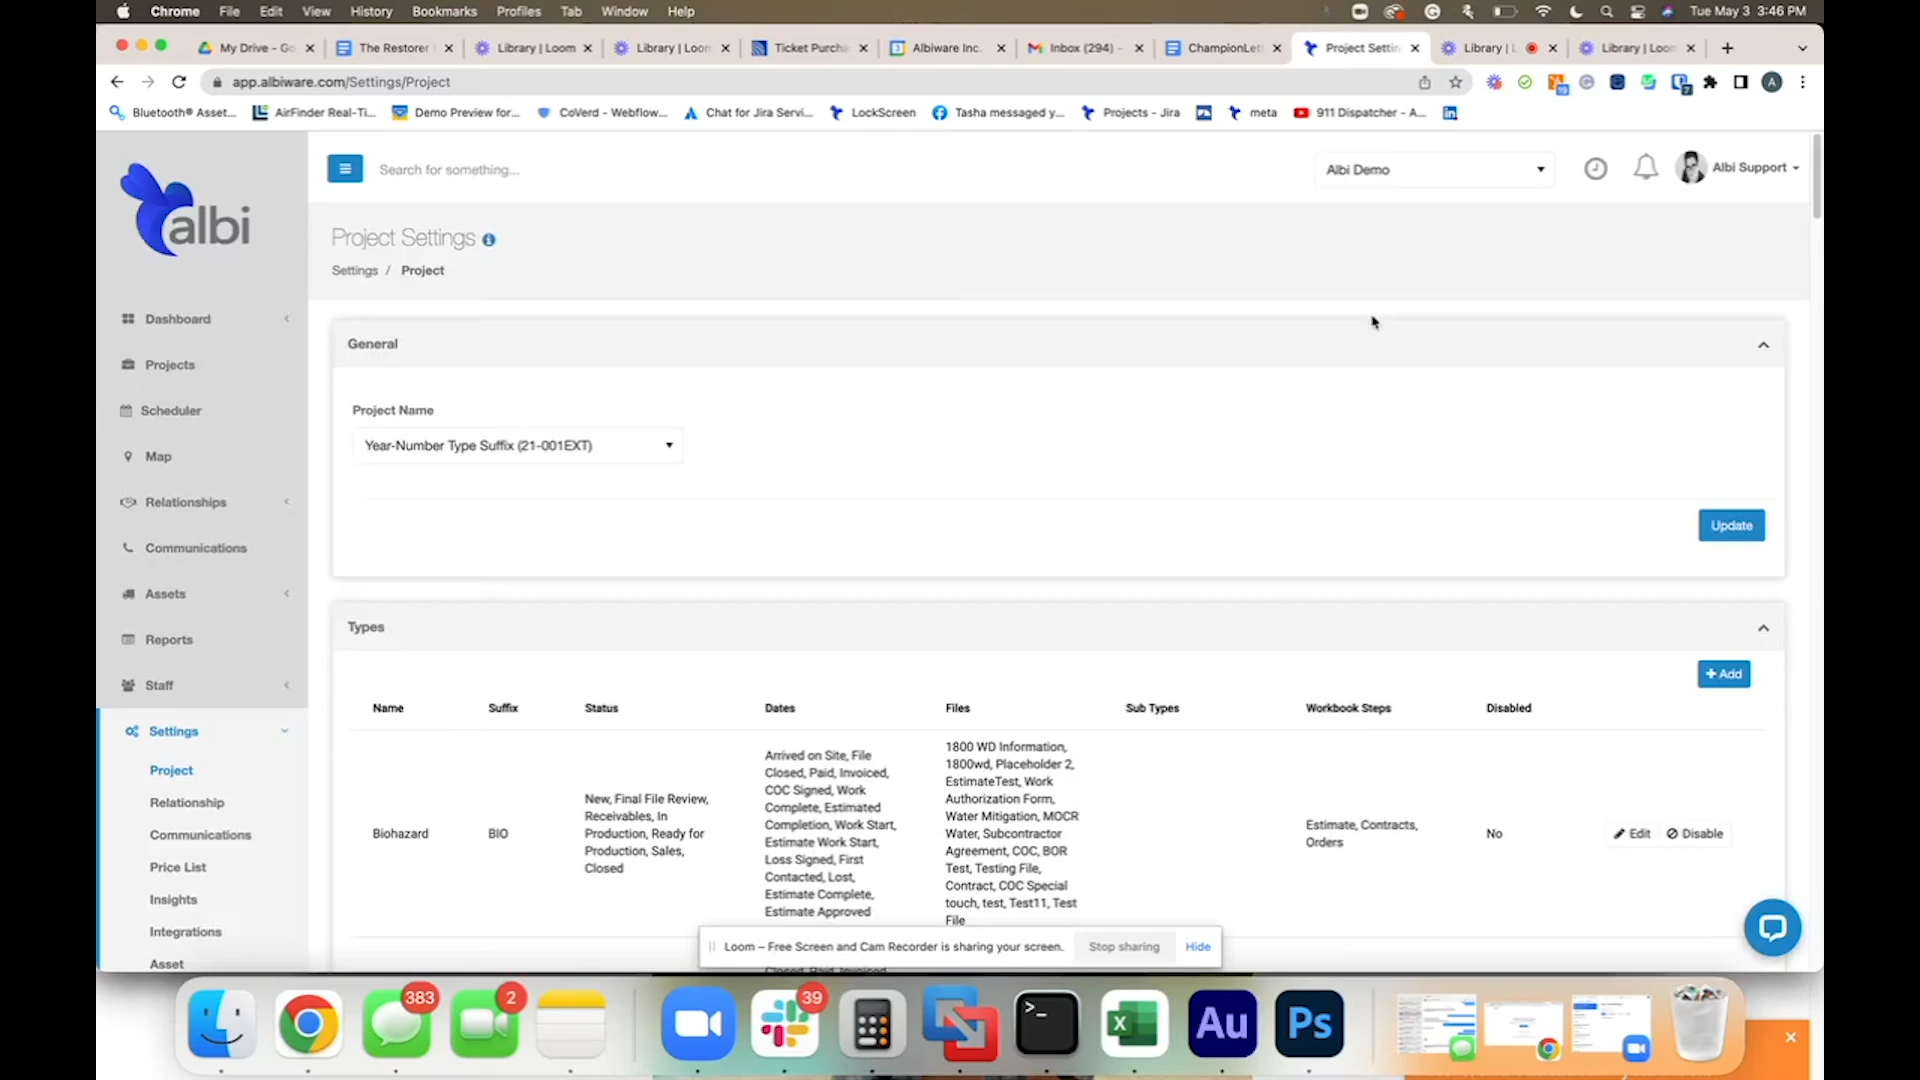 Chrome File Edit View History Bookmarks Profiles Tab Window Help Tue May 3 3:46 PM
My Drive - Go The Restorer Library | Loom Library | Loom Ticket Purcha Albiware Inc. Inbox (294) - ChampionLett Project Settin Library | L Library | Loom
app.albiware.com/Settings/Project
Bluetooth® Asset... AirFinder Real-Ti... Demo Preview for... CoVerd - Webflow... Chat for Jira Servi... LockScreen Tasha messaged y... Projects - Jira meta 911 Dispatcher - A...
albi
Search for something...
Albi Demo
Albi Support
Project Settings
Settings / Project
Dashboard
Projects
Scheduler
Map
Relationships
Communications
Assets
Reports
Staff
Settings
Project
Relationship
Communications
Price List
Insights
Integrations
Asset
General
Project Name
Year-Number Type Suffix (21-001EXT)
Update
Types
+ Add
Name Suffix Status Dates Files Sub Types Workbook Steps Disabled
Biohazard
BIO
New, Final File Review,
Receivables, In
Production, Ready for
Production, Sales,
Closed
Arrived on Site, File
Closed, Paid, Invoiced,
COC Signed, Work
Complete, Estimated
Completion, Work Start,
Estimate Work Start,
Loss Signed, First
Contacted, Lost,
Estimate Complete,
Estimate Approved
1800 WD Information,
1800wd, Placeholder 2,
EstimateTest, Work
Authorization Form,
Water Mitigation, MOCR
Water, Subcontractor
Agreement, COC, BOR
Test, Testing File,
Contract, COC Special
touch, test, Test11, Test
File
Estimate, Contracts,
Orders
No
Edit Disable
Closed, Paid, Invoiced
Loom – Free Screen and Cam Recorder is sharing your screen. Stop sharing Hide
383 2 39
Au Ps